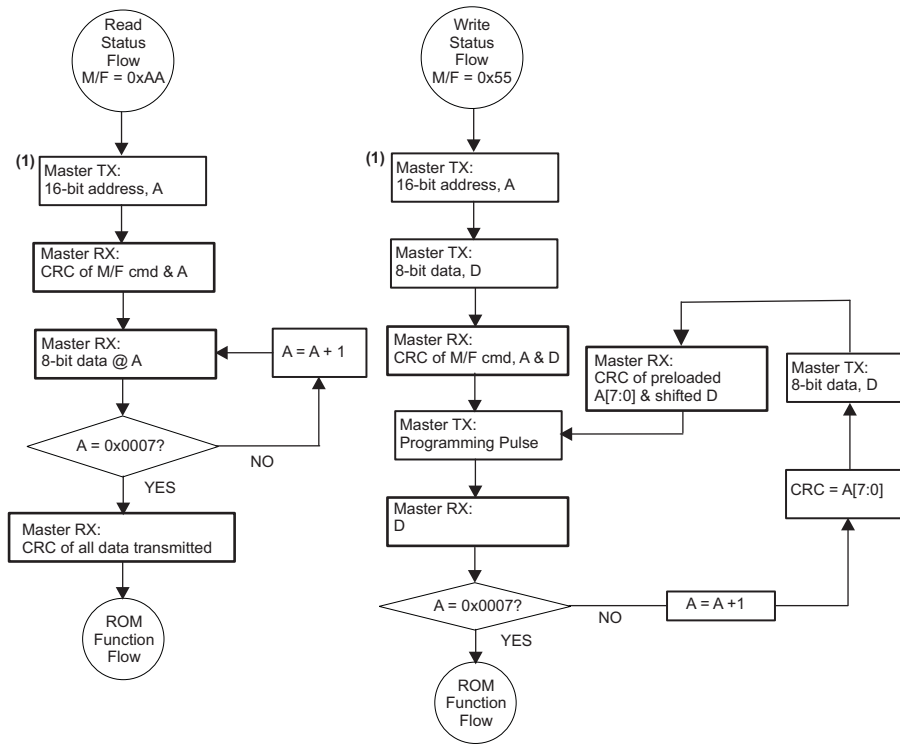 Read
Status
Flow
M/F = 0xAA
(1)
Master TX:
16-bit address, A
Master RX:
CRC of M/F cmd & A
Master RX:
8-bit data @ A
A = A + 1
A = 0x0007?
NO
YES
Master RX:
CRC of all data transmitted
ROM
Function
Flow
Write
Status
Flow
M/F = 0x55
(1)
Master TX:
16-bit address, A
Master TX:
8-bit data, D
Master RX:
CRC of M/F cmd, A & D
Master TX:
Programming Pulse
Master RX:
D
A = 0x0007?
NO
YES
A = A +1
CRC = A[7:0]
Master TX:
8-bit data, D
Master RX:
CRC of preloaded
A[7:0] & shifted D
ROM
Function
Flow